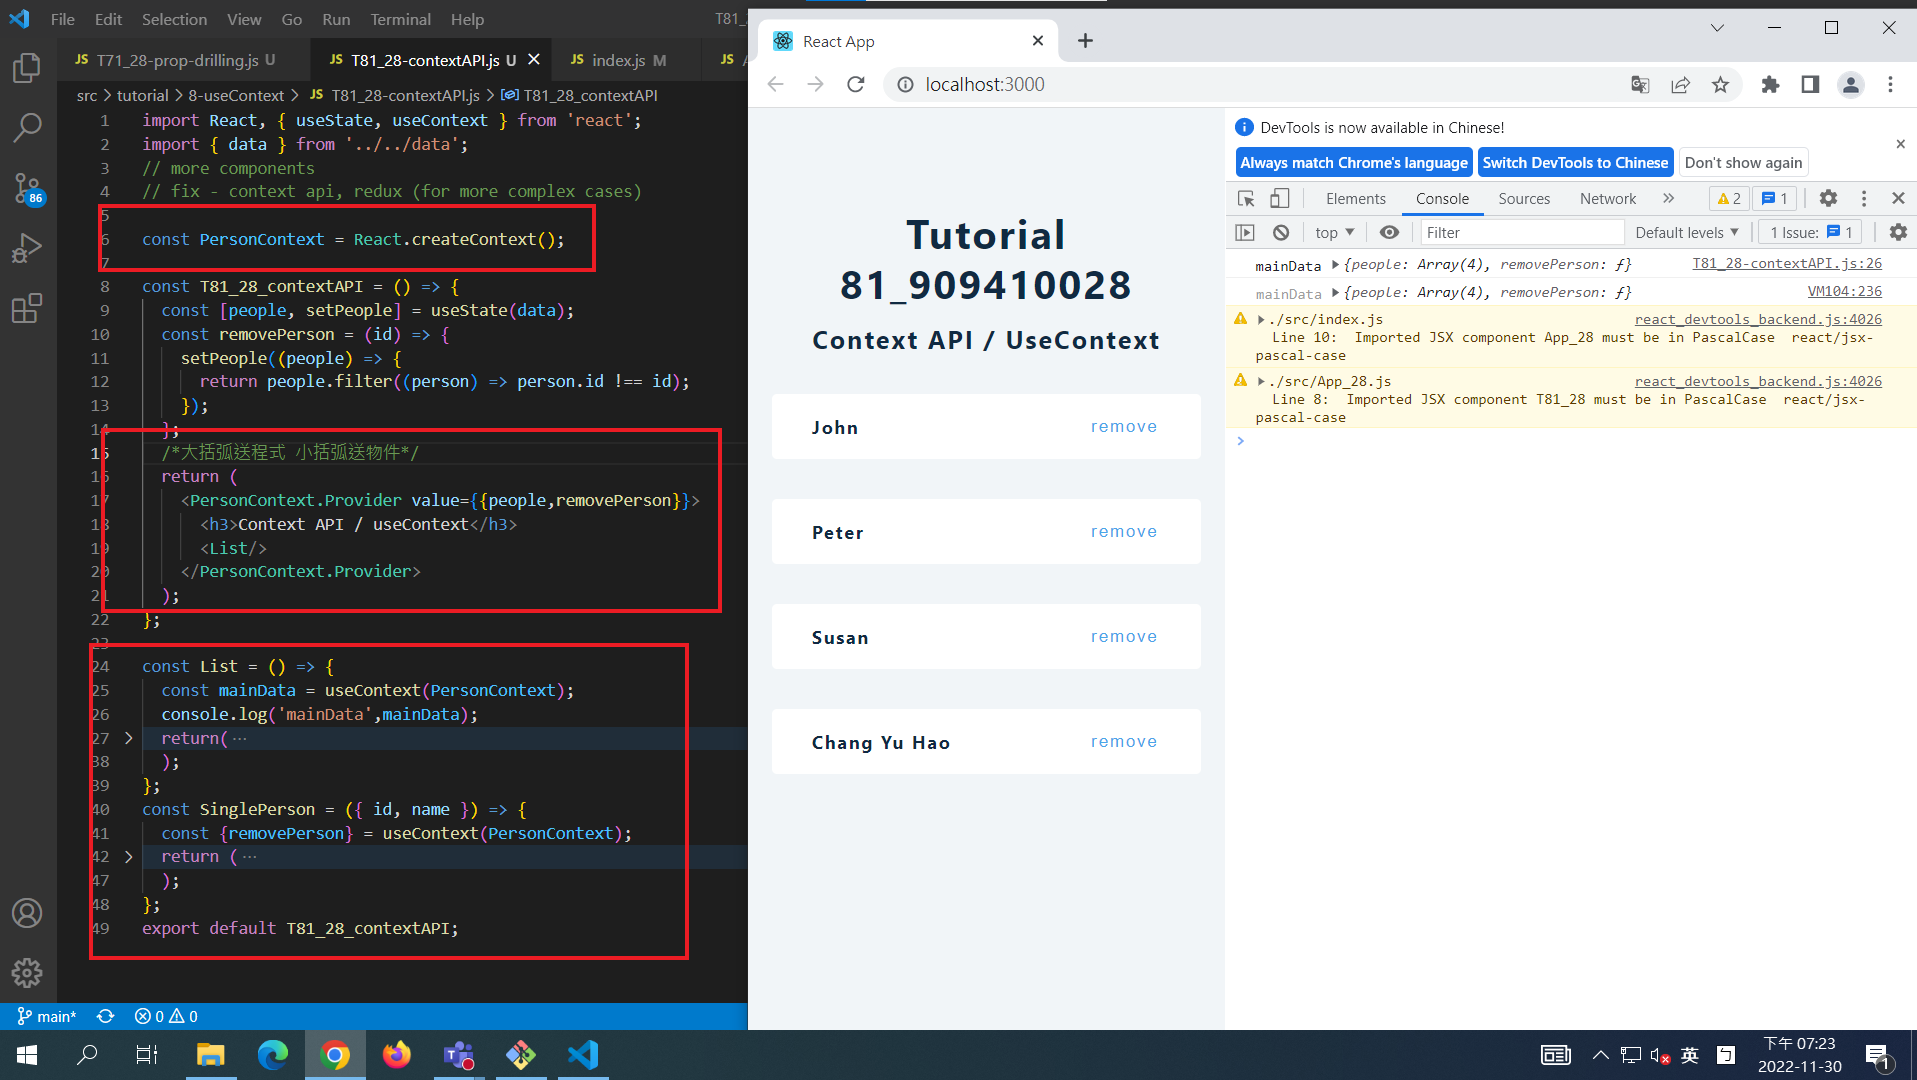 File Edit Selection View Go Run Terminal Help T81_
JS T71_28-prop-drilling.js U JS T81_28-contextAPI.js U JS index.js M JS
src > tutorial > 8-useContext > JS T81_28-contextAPI.js > T81_28_contextAPI
1 import React, { useState, useContext } from 'react';
2 import { data } from '../../data';
3 // more components
4 // fix - context api, redux (for more complex cases)
5
6 const PersonContext = React.createContext();
7
8 const T81_28_contextAPI = () => {
9 const [people, setPeople] = useState(data);
10 const removePerson = (id) => {
11 setPeople((people) => {
12 return people.filter((person) => person.id !== id);
13 });
14 };
15 /*大括弧送程式 小括弧送物件*/
16 return (
17 <PersonContext.Provider value={{people,removePerson}}>
18 <h3>Context API / useContext</h3>
19 <List/>
20 </PersonContext.Provider>
21 );
22 };
23
24 const List = () => {
25 const mainData = useContext(PersonContext);
26 console.log('mainData',mainData);
27 return(…
38 );
39 };
40 const SinglePerson = ({ id, name }) => {
41 const {removePerson} = useContext(PersonContext);
42 return (…
47 );
48 };
49 export default T81_28_contextAPI;
86
main* 0 0
React App
localhost:3000
Tutorial
81_909410028
Context API / UseContext
John remove
Peter remove
Susan remove
Chang Yu Hao remove
DevTools is now available in Chinese!
Always match Chrome's language Switch DevTools to Chinese Don't show again
Elements Console Sources Network » 2 1
top Filter Default levels 1 Issue: 1
mainData {people: Array(4), removePerson: ƒ} T81_28-contextAPI.js:26
mainData {people: Array(4), removePerson: ƒ} VM104:236
./src/index.js react_devtools_backend.js:4026
Line 10: Imported JSX component App_28 must be in PascalCase react/jsx-
pascal-case
./src/App_28.js react_devtools_backend.js:4026
Line 8: Imported JSX component T81_28 must be in PascalCase react/jsx-
pascal-case
英 ㄅ 下午 07:23
2022-11-30 1